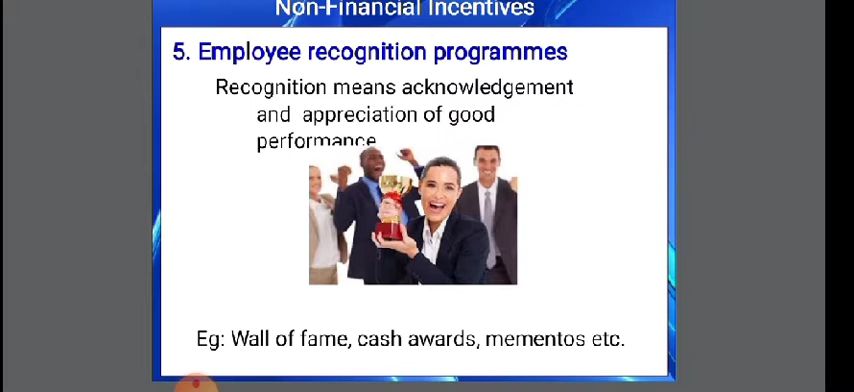 Non-Financial Incentives
5. Employee recognition programmes
Recognition means acknowledgement
and appreciation of good
performance
Eg: Wall of fame, cash awards, mementos etc.